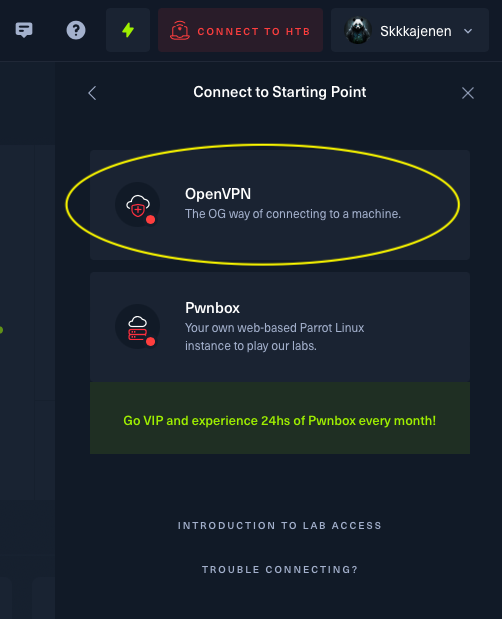 CONNECT TO HTB
Skkkajenen
Connect to Starting Point
OpenVPN
The OG way of connecting to a machine.
Pwnbox
Your own web-based Parrot Linux
instance to play our labs.
Go VIP and experience 24hs of Pwnbox every month!
INTRODUCTION TO LAB ACCESS
TROUBLE CONNECTING?